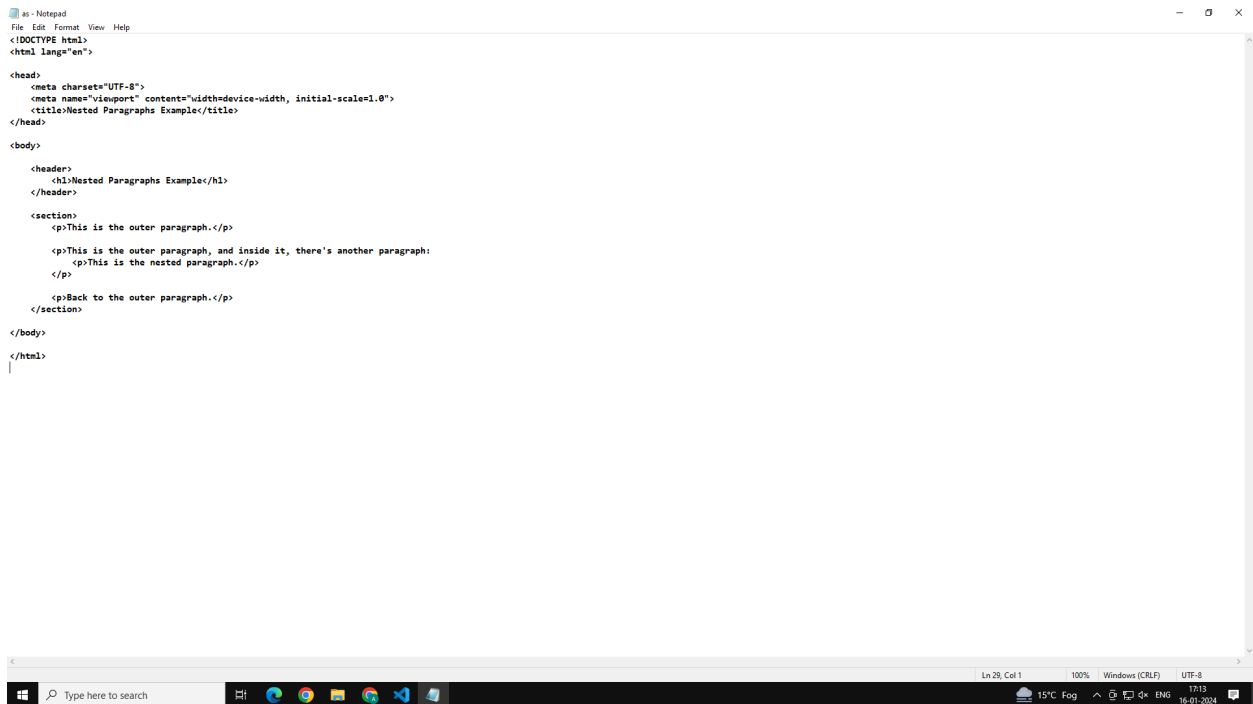 as - Notepad
File Edit Format View Help
<!DOCTYPE html>
<html lang="en">
<head>
<meta charset="UTF-8">
<meta name="viewport" content="width=device-width, initial-scale=1.0">
<title>Nested Paragraphs Example</title>
</head>
<body>
<header>
<h1>Nested Paragraphs Example</h1>
</header>
<section>
<p>This is the outer paragraph.</p>
<p>This is the outer paragraph, and inside it, there's another paragraph:
<p>This is the nested paragraph.</p>
</p>
<p>Back to the outer paragraph.</p>
</section>
</body>
</html>
Ln 29, Col 1 100% Windows (CRLF) UTF-8
Type here to search 15°C Fog ENG 17:13
16-01-2024